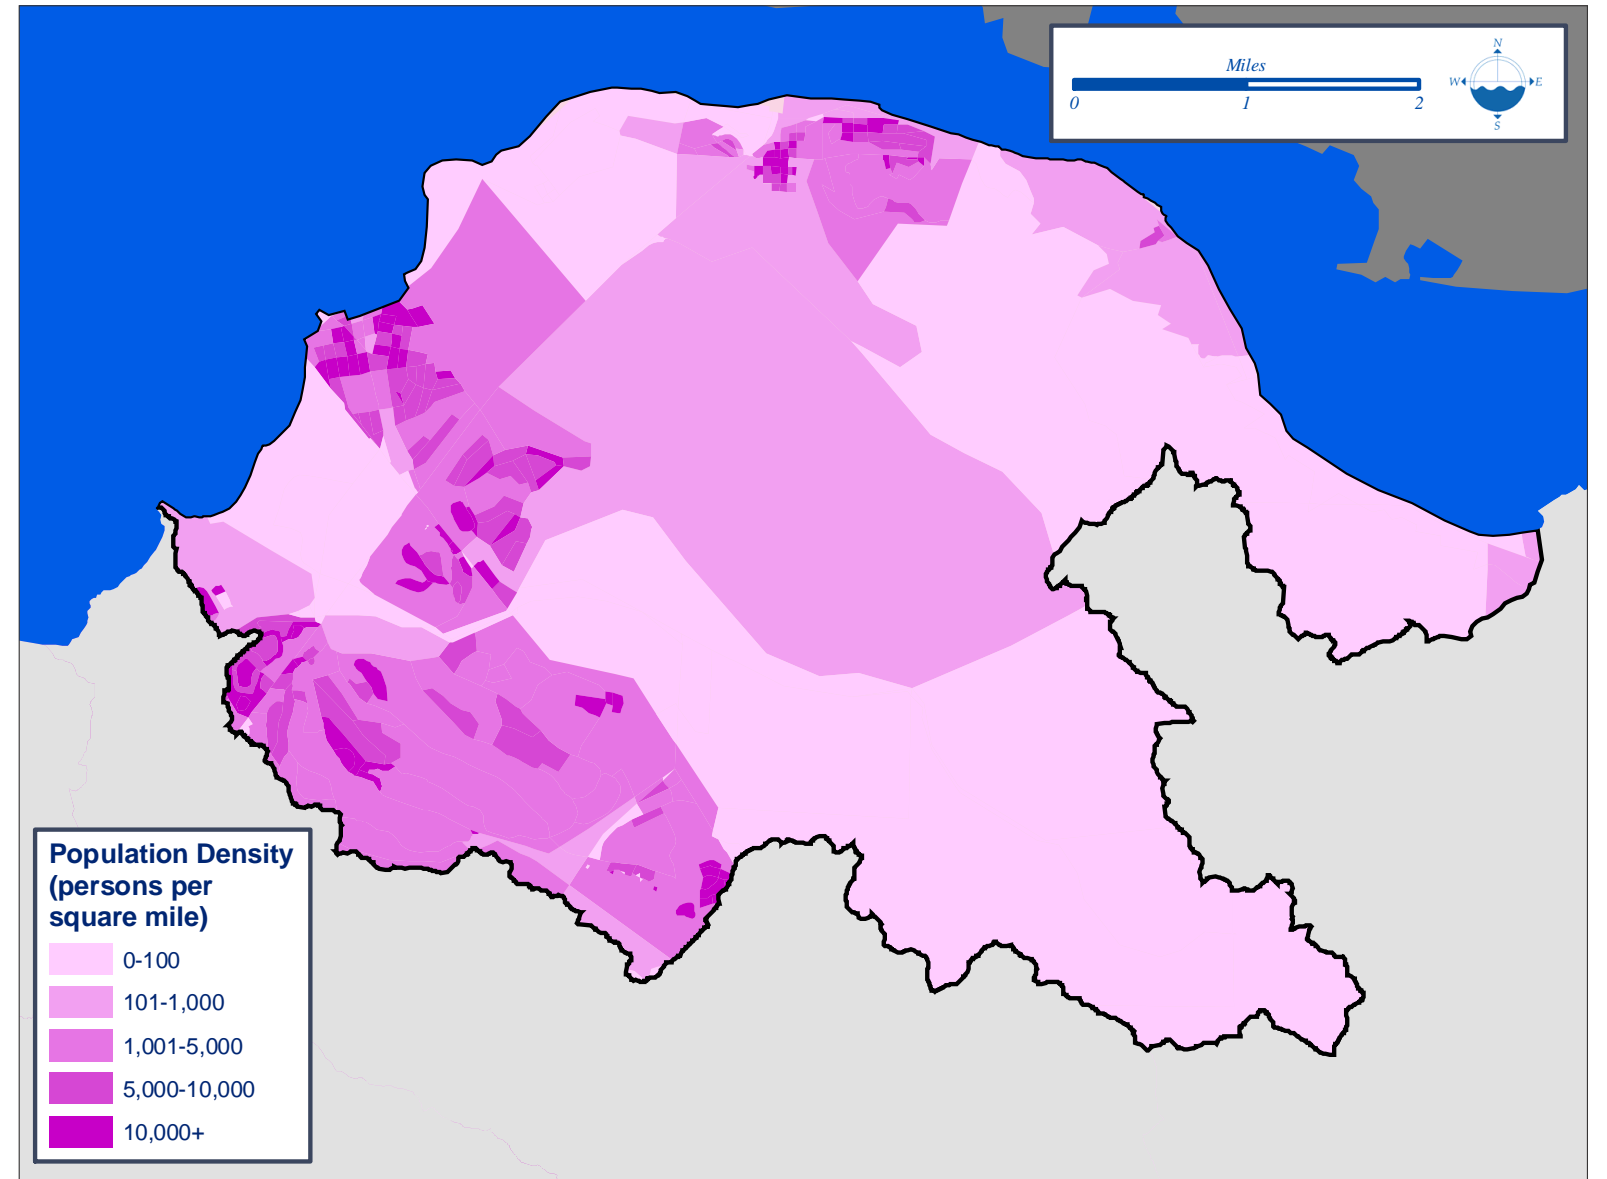 Miles
0 1 2
N
W E
S
Population Density
(persons per
square mile)
0-100
101-1,000
1,001-5,000
5,000-10,000
10,000+